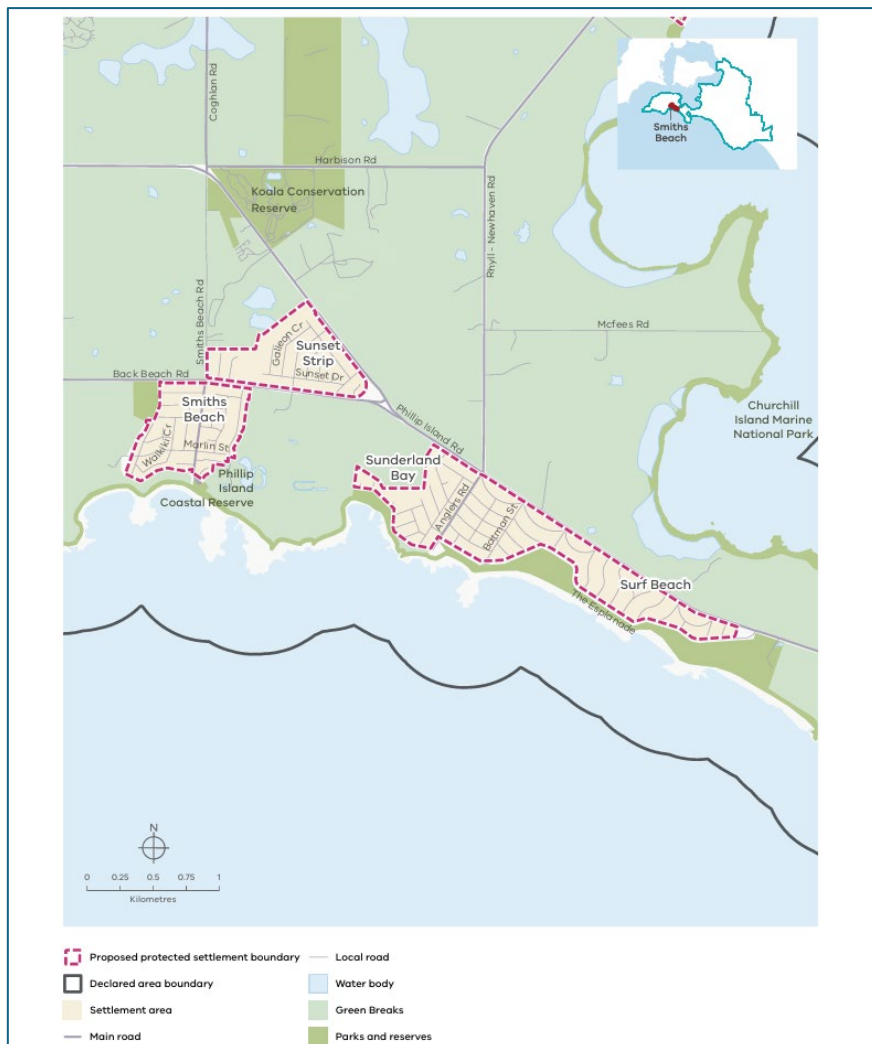 Coghlan Rd
Smiths
Beach
Harbison Rd
Koala Conservation
Reserve
Rhyll - Newhaven Rd
Smiths Beach Rd
Galleon Cr
Sunset
Strip
Sunset Dr
Mcfees Rd
Back Beach Rd
Smiths
Beach
Phillip Island Rd
Churchill
Island Marine
National Park
Waikiki Cr
Marlin St
Sunderland
Bay
Phillip
Island
Coastal Reserve
Anglers Rd
Batman St
Surf Beach
The Esplanade
N
0 0.25 0.5 0.75 1
Kilometres
Proposed protected settlement boundary
Local road
Declared area boundary
Water body
Settlement area
Green Breaks
Main road
Parks and reserves